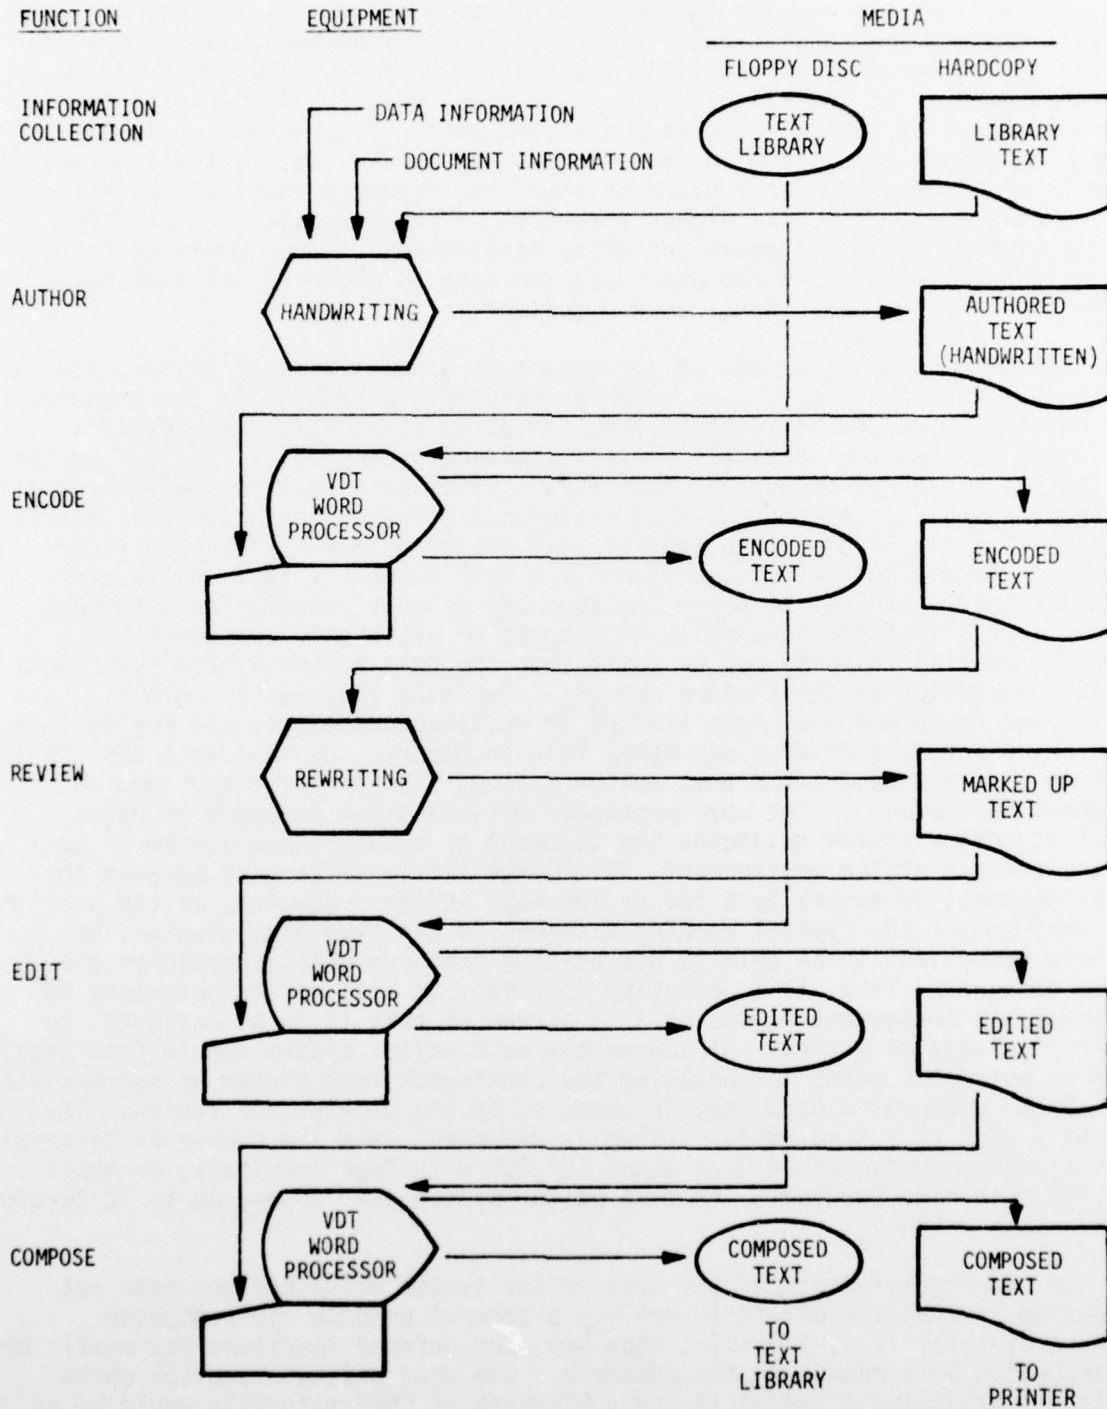 FUNCTION EQUIPMENT MEDIA
FLOPPY DISC HARDCOPY
INFORMATION
COLLECTION
DATA INFORMATION
DOCUMENT INFORMATION
TEXT
LIBRARY
LIBRARY
TEXT
AUTHOR
HANDWRITING
AUTHORED
TEXT
(HANDWRITTEN)
ENCODE
VDT
WORD
PROCESSOR
ENCODED
TEXT
ENCODED
TEXT
REVIEW
REWRITING
MARKED UP
TEXT
EDIT
VDT
WORD
PROCESSOR
EDITED
TEXT
EDITED
TEXT
COMPOSE
VDT
WORD
PROCESSOR
COMPOSED
TEXT
COMPOSED
TEXT
TO
TEXT
LIBRARY
TO
PRINTER